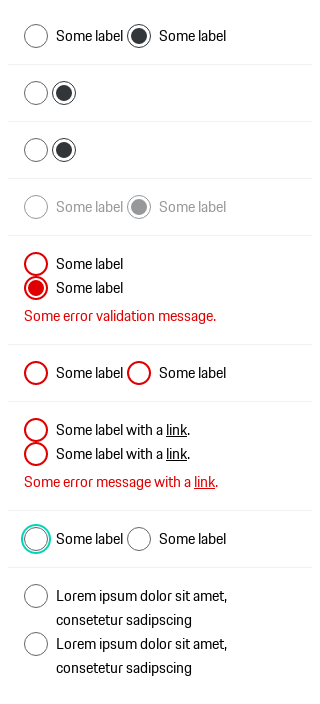 Some label Some label
Some label Some label
Some label
Some label
Some error validation message.
Some label Some label
Some label with a link.
Some label with a link.
Some error message with a link.
Some label Some label
Lorem ipsum dolor sit amet,
consetetur sadipscing
Lorem ipsum dolor sit amet,
consetetur sadipscing